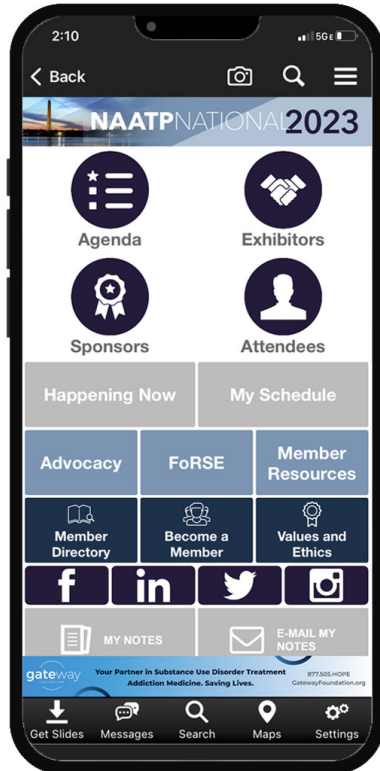 2:10
5GE
Back
NAATPNATIONAL2023
Agenda
Exhibitors
Sponsors
Attendees
Happening Now
My Schedule
Advocacy
FoRSE
Member
Resources
Member
Directory
Become a
Member
Values and
Ethics
f
in
MY NOTES
E-MAIL MY
NOTES
gateway
Your Partner in Substance Use Disorder Treatment
Addiction Medicine. Saving Lives.
877.505.HOPE
GatewayFoundation.org
Get Slides
Messages
Search
Maps
Settings